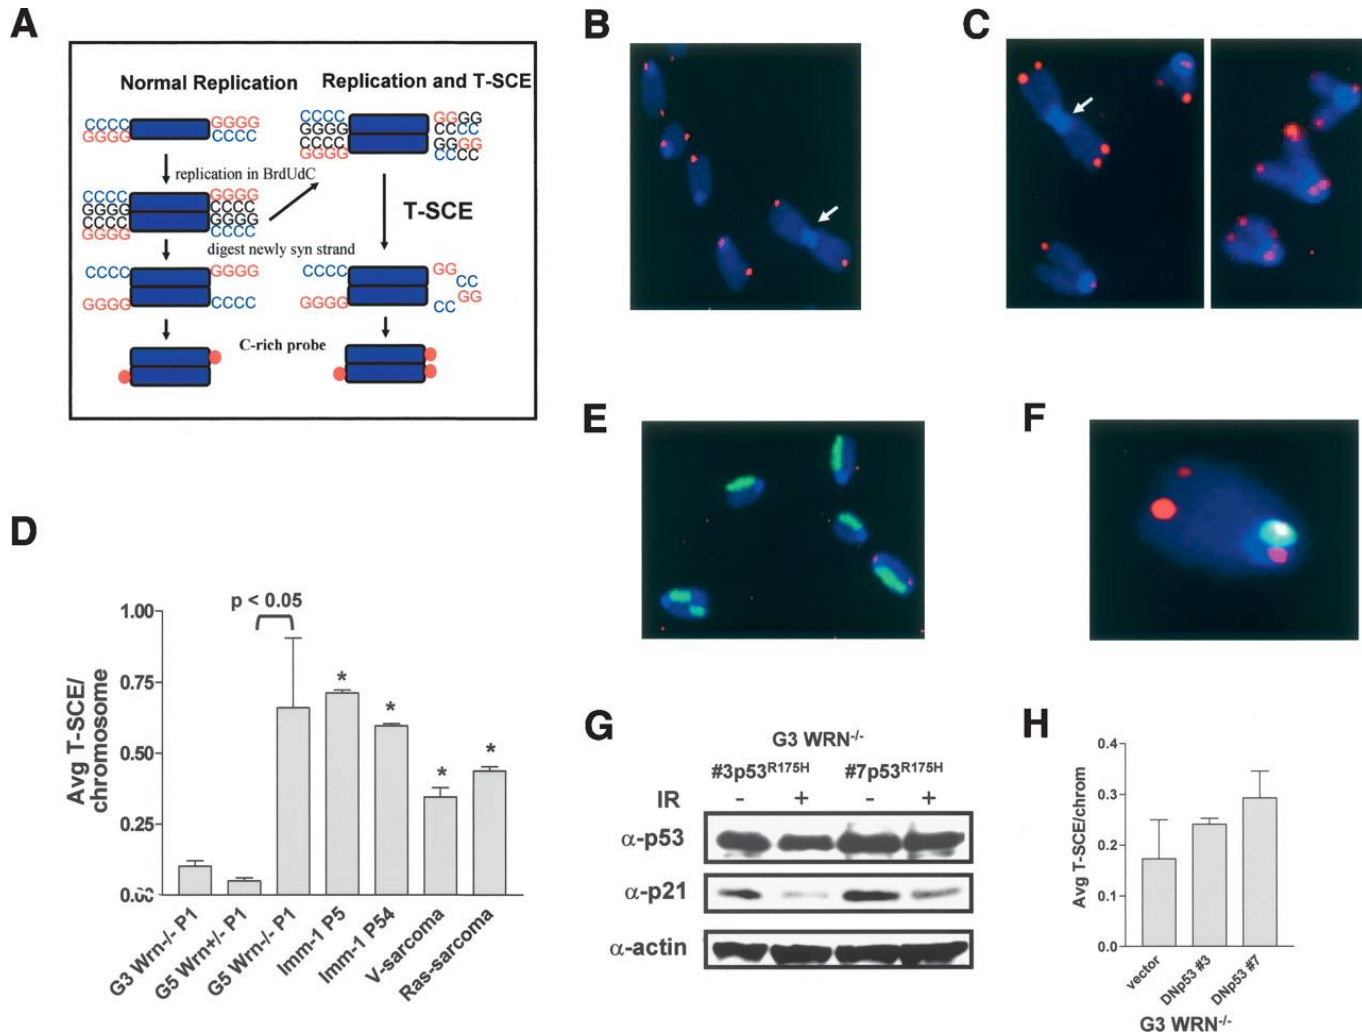 A
Normal Replication
Replication and T-SCE
CCCC
GGGG
GGGG
CCCC
replication in BrdUdC
CCCC
GGGG
CCCC
GGGG
GGGG
CCCC
GGGG
CCCC
digest newly syn strand
CCCC
GGGG
GGGG
CCCC
CCCC
GGGG
CCCC
GGGG
GGGG
CCCC
GGGG
CCCC
T-SCE
CCCC
GGGG
GG
CC
GG
CC
C-rich probe
B
C
D
Avg T-SCE/
chromosome
1.00
0.75
0.50
0.25
p < 0.05
*
*
*
*
G3 Wrn-/- P1
G5 Wrn+/- P1
G5 Wrn-/- P1
Imm-1 P5
Imm-1 P54
V-sarcoma
Ras-sarcoma
E
F
G
G3 WRN-/-
#3p53R175H #7p53R175H
IR - + - +
α-p53
α-p21
α-actin
H
Avg T-SCE/chrom
0.4
0.3
0.2
0.1
0.0
vector
DNp53 #3
DNp53 #7
G3 WRN-/-